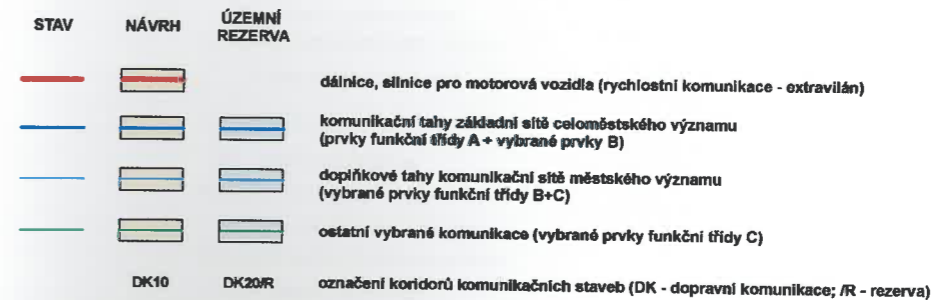 STAV NÁVRH ÚZEMNÍ REZERVA
dálnice, silnice pro motorová vozidla (rychlostní komunikace - extravilán)
komunikační tahy základní sítě celoměstského významu
(prvky funkční třídy A + vybrané prvky B)
doplňkové tahy komunikační sítě městského významu
(vybrané prvky funkční třídy B+C)
ostatní vybrané komunikace (vybrané prvky funkční třídy C)
DK10 DK20/R označení koridorů komunikačních staveb (DK - dopravní komunikace; /R - rezerva)